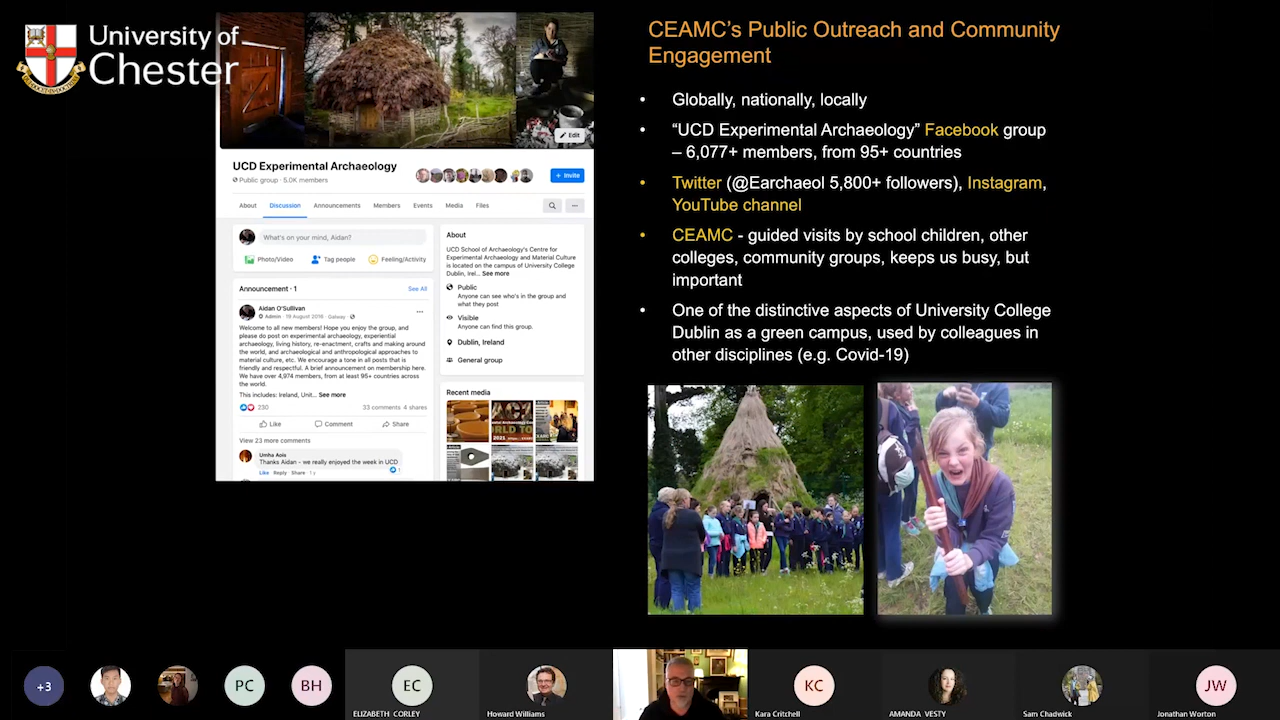 University of
Chester
Edit
UCD Experimental Archaeology
Public group · 5.0K members
Invite
About
Discussion
Announcements
Members
Events
Media
Files
What's on your mind, Aidan?
Photo/Video
Tag people
Feeling/Activity
Announcement · 1
See All
Aidan O'Sullivan
Admin · 19 August 2016 · Galway ·
Welcome to all new members! Hope you enjoy the group, and
please do post on experimental archaeology, experiential
archaeology, living history, re-enactment, crafts and making around
the world, and archaeological and anthropological approaches to
material culture, etc. We encourage a tone in all posts that is
friendly and respectful. A brief announcement on membership here.
We have over 4,974 members, from at least 95+ countries across
the world.
This includes: Ireland, Unit... See more
230
33 comments 4 shares
Like
Comment
Share
View 23 more comments
Umha Aois
Thanks Aidan - we really enjoyed the week in UCD
1
Like · Reply · Share · 1 y
About
UCD School of Archaeology's Centre for
Experimental Archaeology and Material Culture
is located on the campus of University College
Dublin, Irel... See more
Public
Anyone can see who's in the group and
what they post
Visible
Anyone can find this group.
Dublin, Ireland
General group
Recent media
2021
CEAMC's Public Outreach and Community
Engagement
• Globally, nationally, locally
• “UCD Experimental Archaeology” Facebook group
– 6,077+ members, from 95+ countries
• Twitter (@Earchaeol 5,800+ followers), Instagram,
YouTube channel
• CEAMC - guided visits by school children, other
colleges, community groups, keeps us busy, but
important
• One of the distinctive aspects of University College
Dublin as a green campus, used by colleagues in
other disciplines (e.g. Covid-19)
+3
PC
BH
EC
ELIZABETH CORLEY
Howard Williams
KC
Kara Critchell
AMANDA VESTY
Sam Chadwick
JW
Jonathan Worton